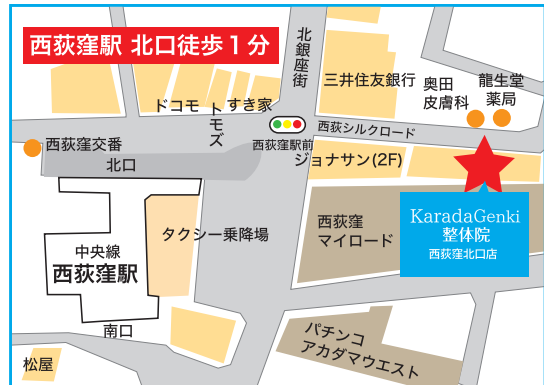 西荻窪駅 北口徒歩1分
北銀座街
三井住友銀行
奥田
皮膚科
龍生堂
薬局
ドコモ
トモズ
すき家
西荻シルクロード
西荻窪交番
西荻窪駅前
北口
ジョナサン(2F)
KaradaGenki
整体院
西荻窪北口店
西荻窪
マイロード
タクシー乗降場
中央線
西荻窪駅
南口
パチンコ
アカダマウエスト
松屋